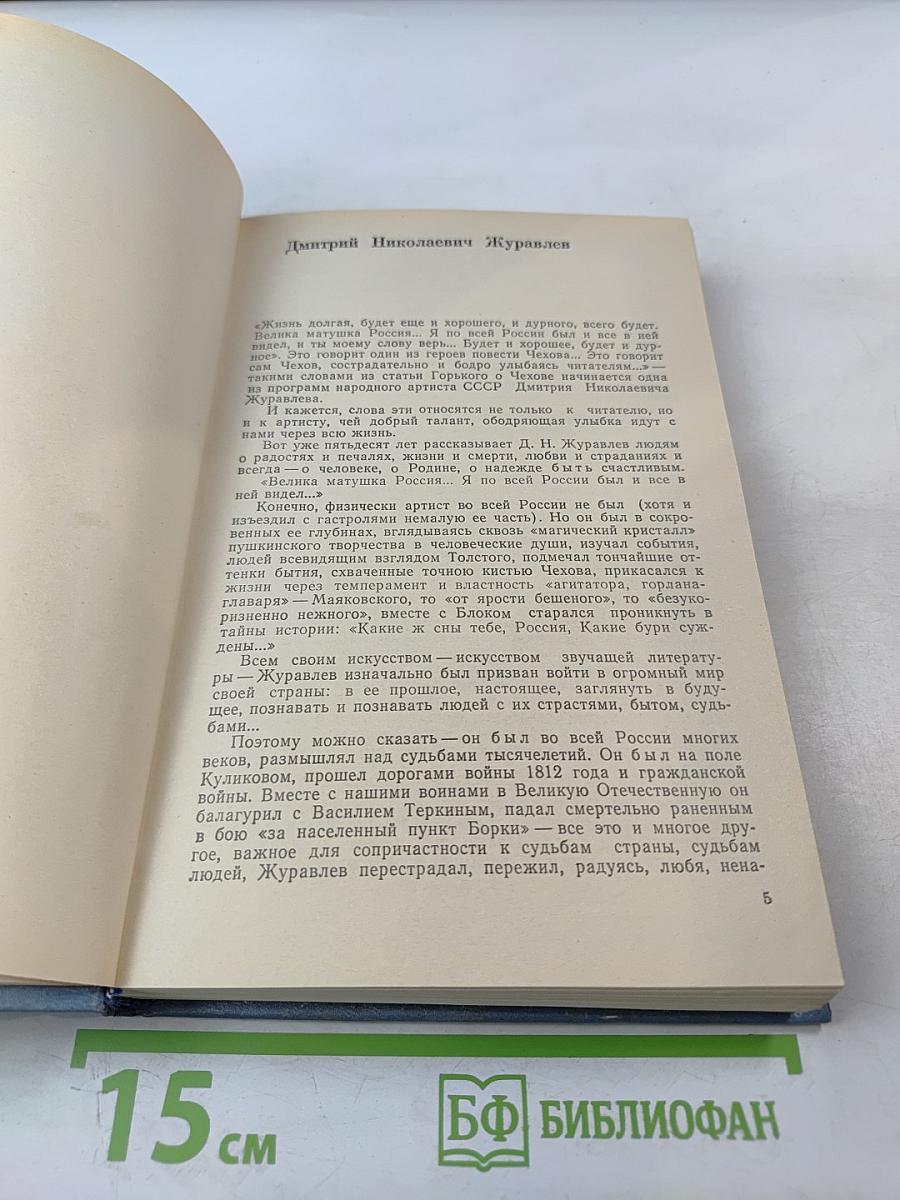 Дмитрий Николаевич Журавлев
«Жизнь долгая, будет еще и хорошего, и дурного, всего будет.
Велика матушка Россия... Я по всей России был и все в ней
видел, и ты моему слову верь... Будет и хорошее, будет и дур-
ное». Это говорит один из героев повести Чехова... Это говорит
сам Чехов, сострадательно и бодро улыбаясь читателям...» —
такими словами из статьи Горького о Чехове начинается одна
из программ народного артиста СССР Дмитрия Николаевича
Журавлева.
И кажется, слова эти относятся не только к читателю, но
и к артисту, чей добрый талант, ободряющая улыбка идут с
нами через всю жизнь.
Вот уже пятьдесят лет рассказывает Д. Н. Журавлев людям
о радостях и печалях, жизни и смерти, любви и страданиях и
всегда — о человеке, о Родине, о надежде быть счастливым.
«Велика матушка Россия... Я по всей России был и все в
ней видел...»
Конечно, физически артист во всей России не был (хотя и
изъездил с гастролями немалую ее часть). Но он был в сокро-
венных ее глубинах, вглядываясь сквозь «магический кристалл»
пушкинского творчества в человеческие души, изучал события,
людей всевидящим взглядом Толстого, подмечал тончайшие от-
тенки бытия, схваченные точною кистью Чехова, прикасался к
жизни через темперамент и властность «агитатора, горлана-
главаря» — Маяковского, то «от ярости бешеного», то «безуко-
ризненно нежного», вместе с Блоком старался проникнуть в
тайны истории: «Какие ж сны тебе, Россия, Какие бури суж-
дены...»
Всем своим искусством — искусством звучащей литерату-
ры — Журавлев изначально был призван войти в огромный мир
своей страны: в ее прошлое, настоящее, заглянуть в буду-
щее, познавать и познавать людей с их страстями, бытом, судь-
бами...
Поэтому можно сказать — он был во всей России многих
веков, размышлял над судьбами тысячелетий. Он был на поле
Куликовом, прошел дорогами войны 1812 года и гражданской
войны. Вместе с нашими воинами в Великую Отечественную он
балагурил с Василием Теркиным, падал смертельно раненным
в бою «за населенный пункт Борки» — все это и многое дру-
гое, важное для сопричастности к судьбам страны, судьбам
людей, Журавлев перестрадал, пережил, радуясь, любя, нена-
5
15 см
БФ БИБЛИОФАН